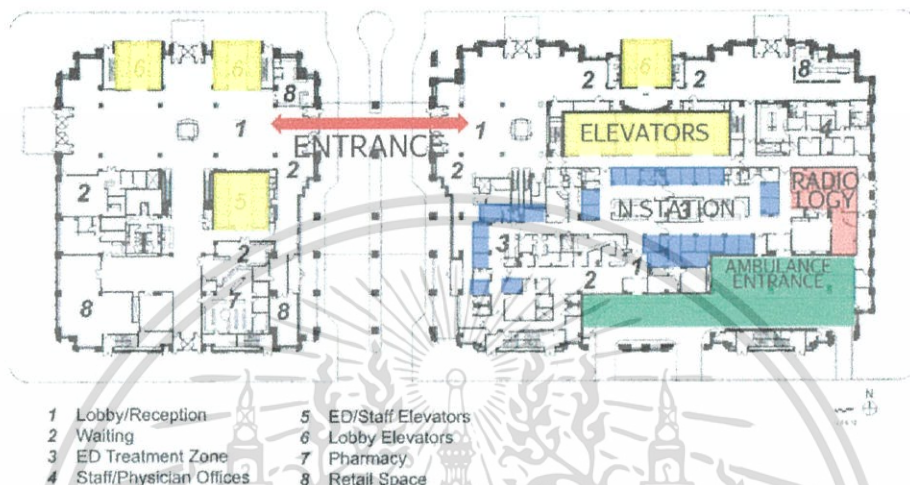 6
6
6
8
2
2
8
1
ENTRANCE
1
ELEVATORS
4
2
2
2
5
3
N.STATION
3
RADIO
LOGY
2
2
1
AMBULANCE
ENTRANCE
8
7
8
1 Lobby/Reception
2 Waiting
3 ED Treatment Zone
4 Staff/Physician Offices
5 ED/Staff Elevators
6 Lobby Elevators
7 Pharmacy
8 Retail Space
N